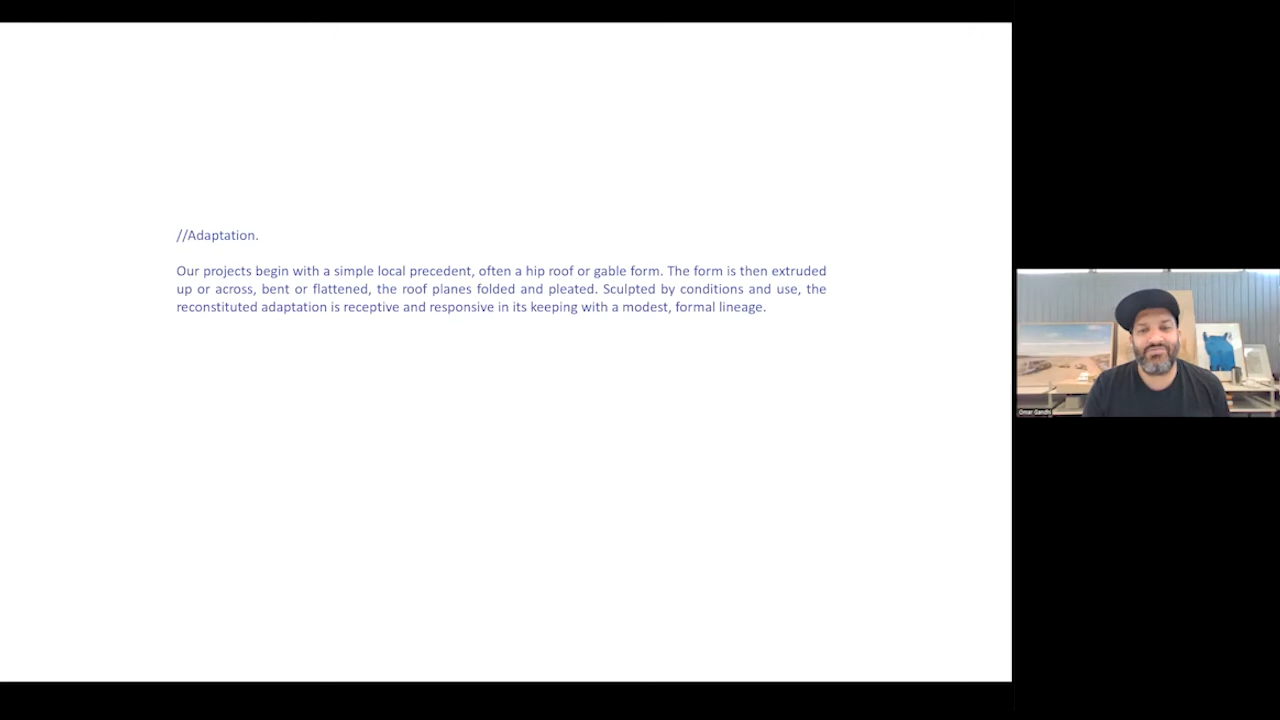 //Adaptation.
Our projects begin with a simple local precedent, often a hip roof or gable form. The form is then extruded
up or across, bent or flattened, the roof planes folded and pleated. Sculpted by conditions and use, the
reconstituted adaptation is receptive and responsive in its keeping with a modest, formal lineage.
Omar Gandhi